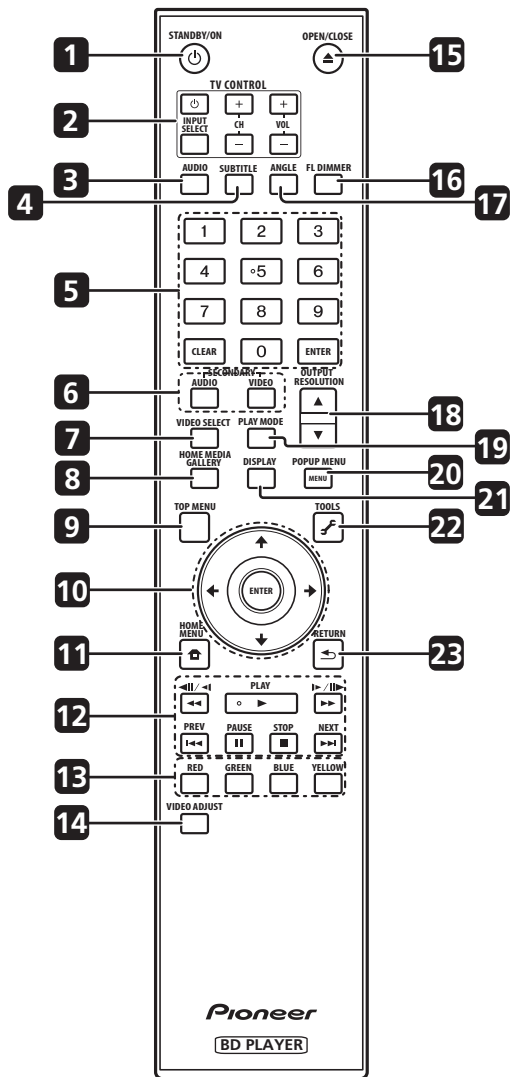 STANDBY/ON
OPEN/CLOSE
1
15
TV CONTROL
2
INPUT
SELECT
+
CH
–
+
VOL
–
3
AUDIO
SUBTITLE
ANGLE
FL DIMMER
16
4
17
1
2
3
4
5
6
5
7
8
9
CLEAR
0
ENTER
SECONDARY
OUTPUT
RESOLUTION
6
AUDIO
VIDEO
18
7
VIDEO SELECT
PLAY MODE
19
HOME MEDIA
GALLERY
DISPLAY
POPUP MENU
MENU
8
20
21
9
TOP MENU
TOOLS
22
10
ENTER
HOME
MENU
RETURN
11
23
12
PLAY
PREV
PAUSE
STOP
NEXT
13
RED
GREEN
BLUE
YELLOW
14
VIDEO ADJUST
Pioneer
BD PLAYER